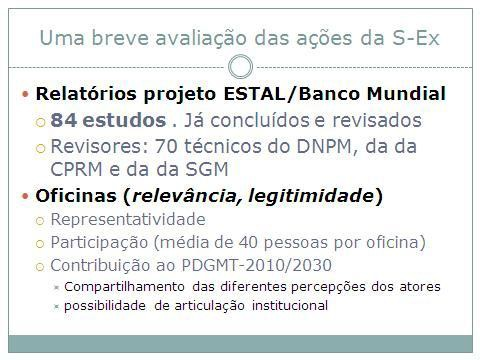 Uma breve avaliação das ações da S-Ex
Relatórios projeto ESTAL/Banco Mundial
84 estudos . Já concluídos e revisados
Revisores: 70 técnicos do DNPM, da da
CPRM e da da SGM
Oficinas (relevância, legitimidade)
Representatividade
Participação (média de 40 pessoas por oficina)
Contribuição ao PDGMT-2010/2030
Compartilhamento das diferentes percepções dos atores
possibilidade de articulação institucional